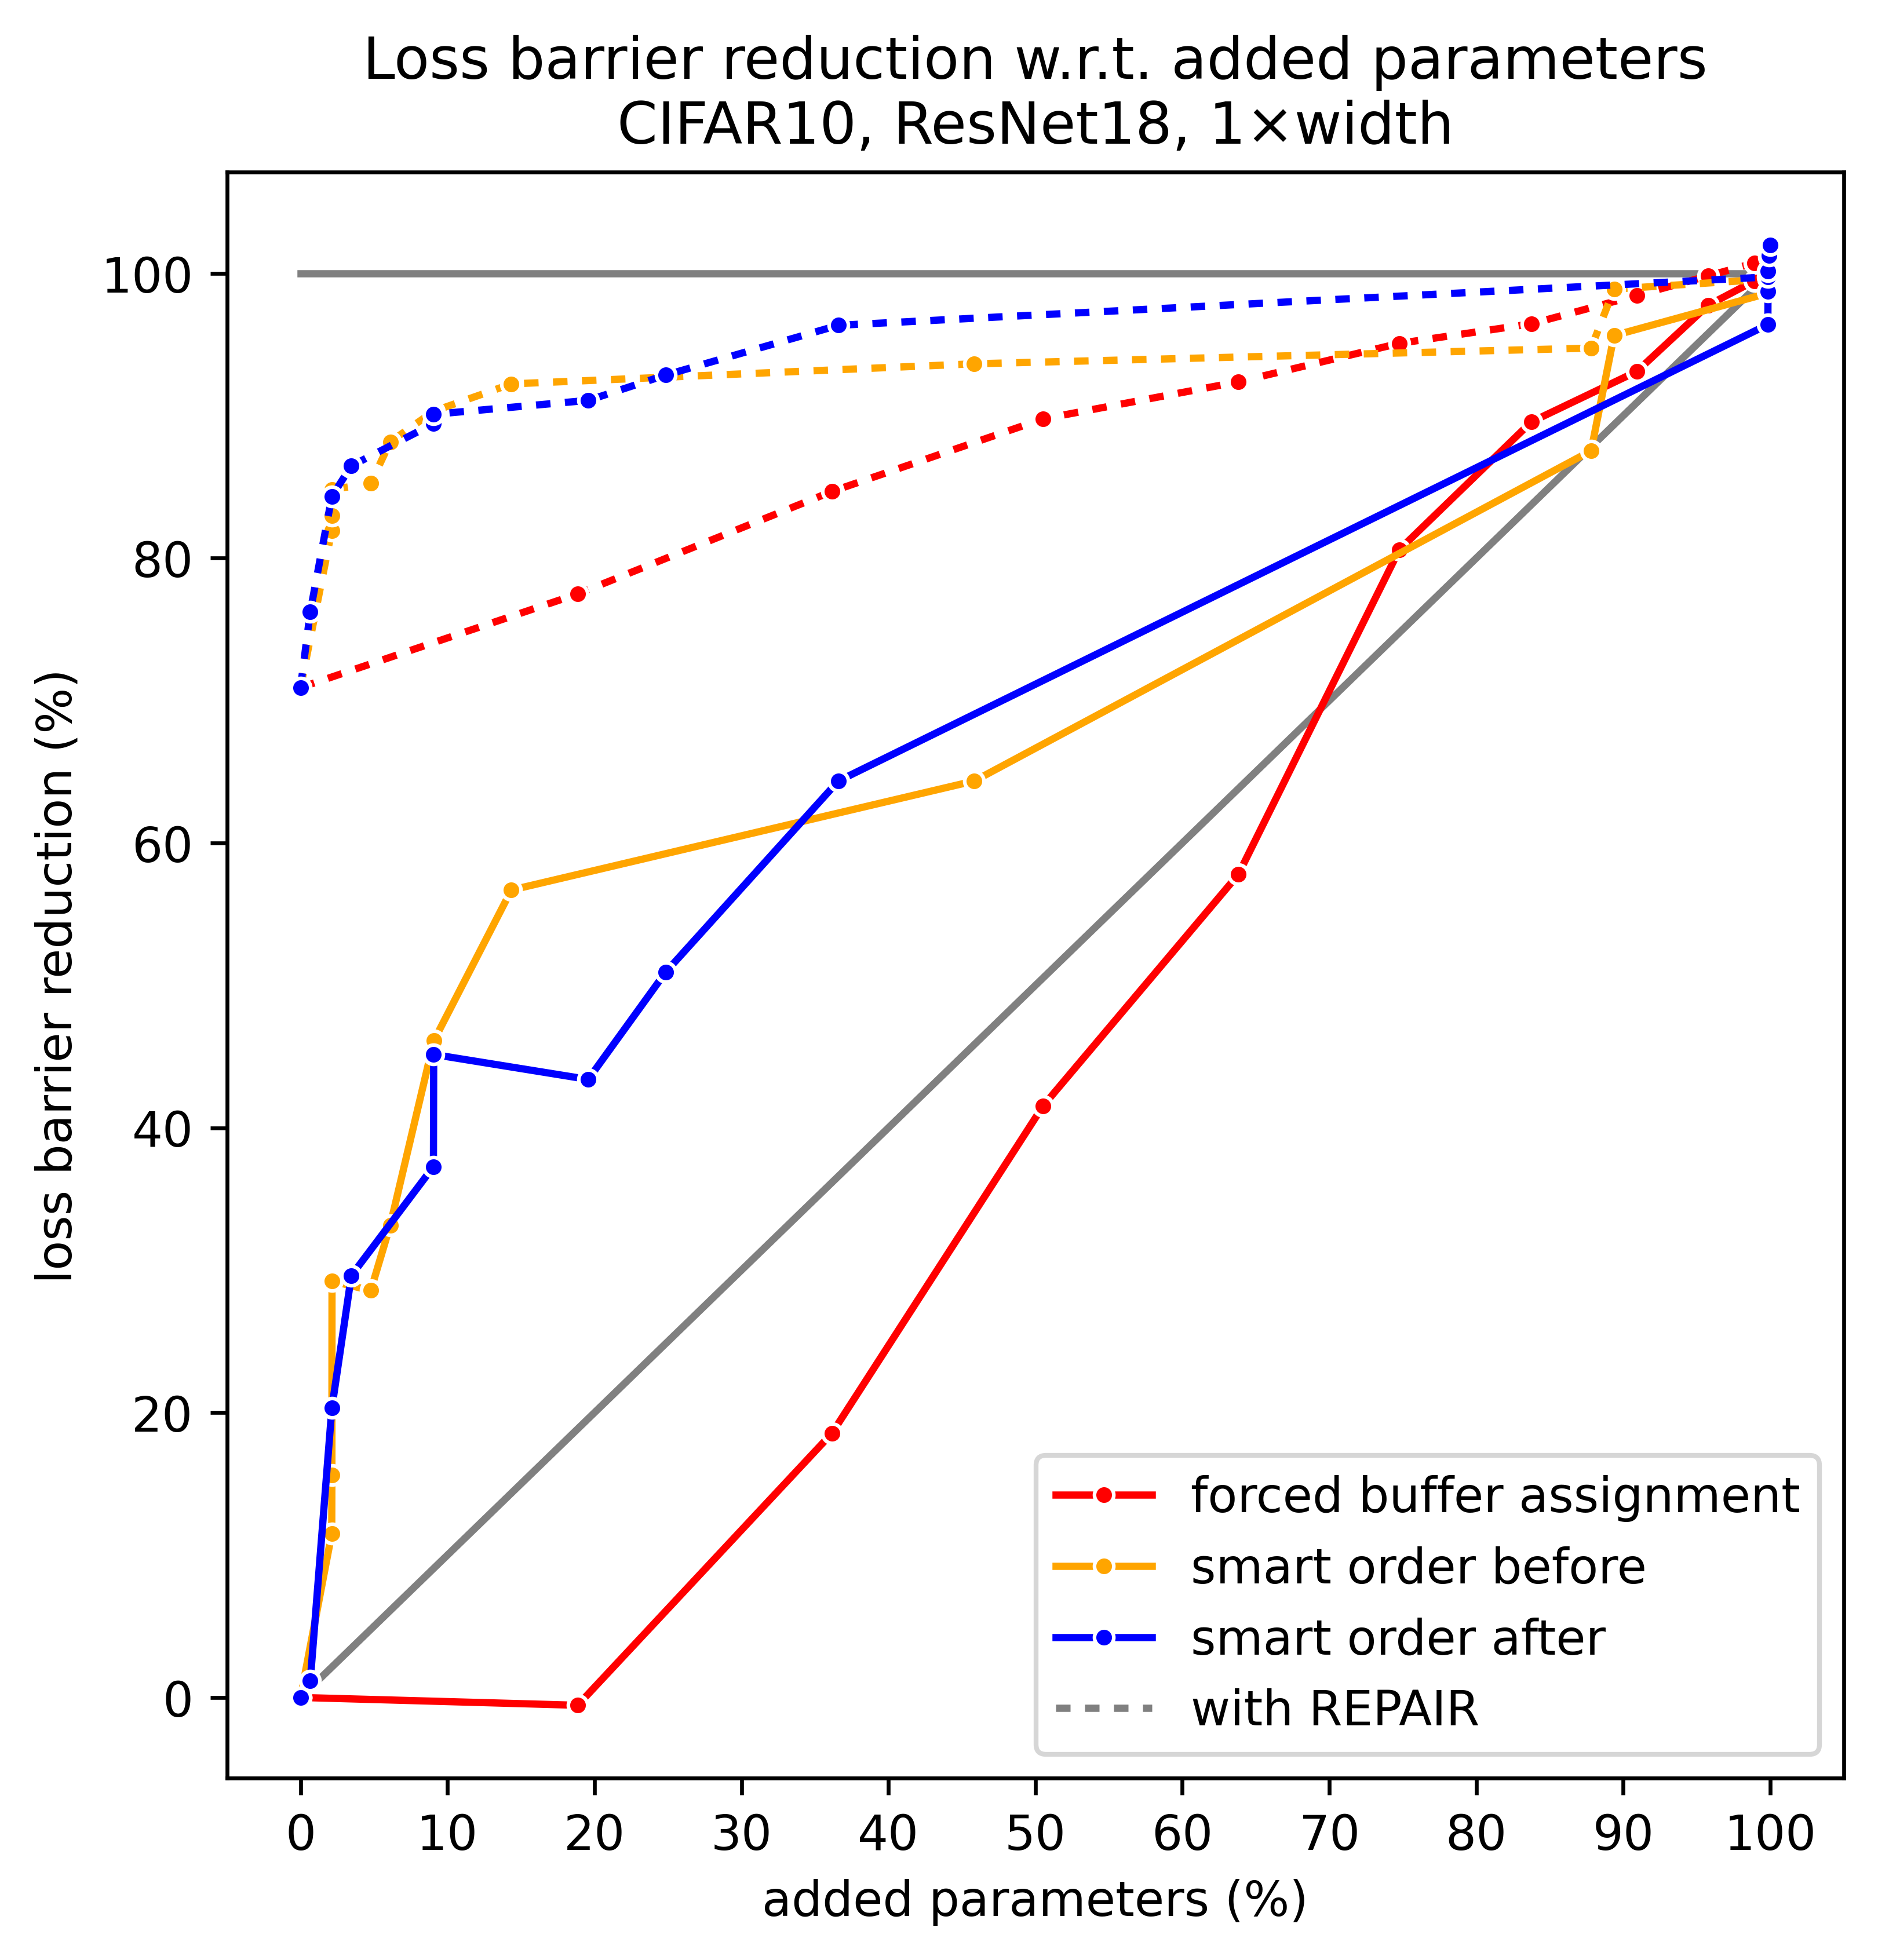 Loss barrier reduction w.r.t. added parameters
CIFAR10, ResNet18, 1×width
loss barrier reduction (%)
100
80
60
40
20
0
0 10 20 30 40 50 60 70 80 90 100
added parameters (%)
forced buffer assignment
smart order before
smart order after
with REPAIR